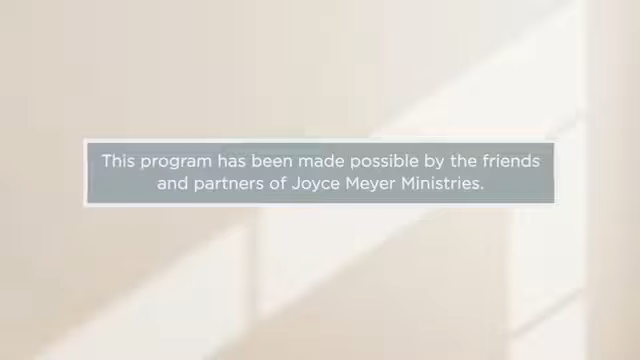 This program has been made possible by the friends
and partners of Joyce Meyer Ministries.